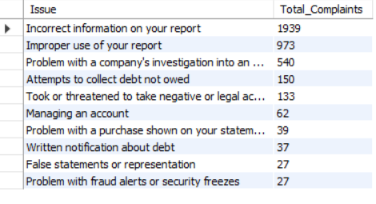 Issue Total_Complaints
Incorrect information on your report 1939
Improper use of your report 973
Problem with a company's investigation into an ... 540
Attempts to collect debt not owed 150
Took or threatened to take negative or legal ac... 133
Managing an account 62
Problem with a purchase shown on your statem... 39
Written notification about debt 37
False statements or representation 27
Problem with fraud alerts or security freezes 27